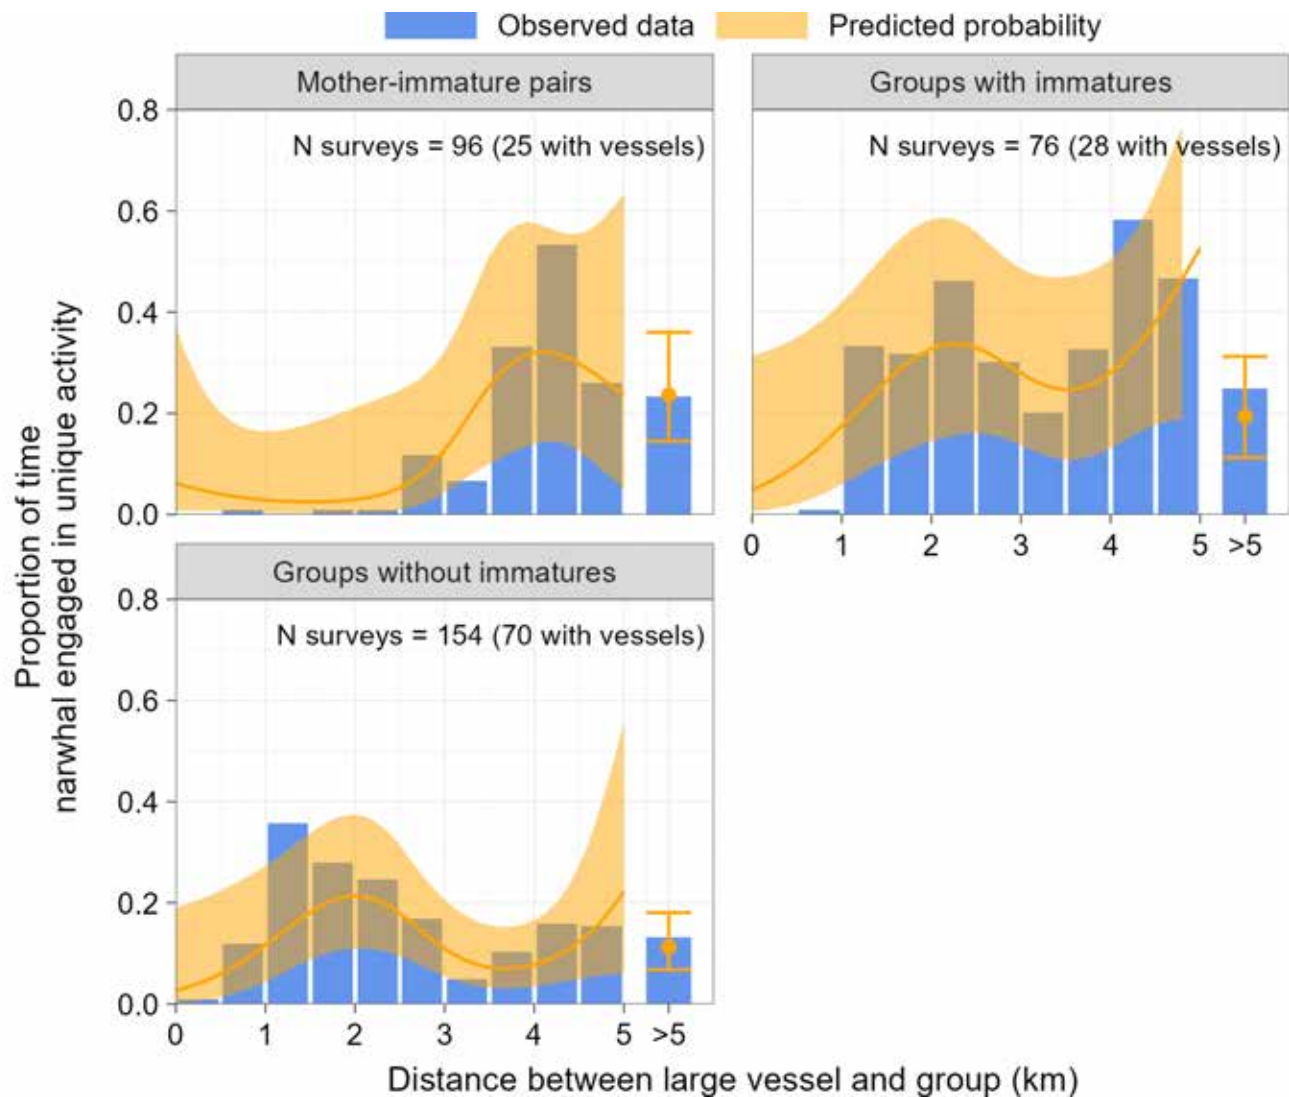 Observed data Predicted probability
Mother-immature pairs
N surveys = 96 (25 with vessels)
0.8
0.6
0.4
0.2
0.0
Groups with immatures
N surveys = 76 (28 with vessels)
0 1 2 3 4 5 >5
Groups without immatures
N surveys = 154 (70 with vessels)
0.8
0.6
0.4
0.2
0.0
0 1 2 3 4 5 >5
Proportion of time
narwhal engaged in unique activity
Distance between large vessel and group (km)